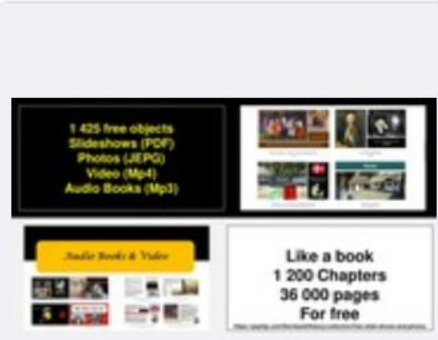 1 425 free objects
Slideshows (PDF)
Photos (JEPG)
Video (Mp4)
Audio Books (Mp3)
Audio Books & Video
Like a book
1 200 Chapters
36 000 pages
For free